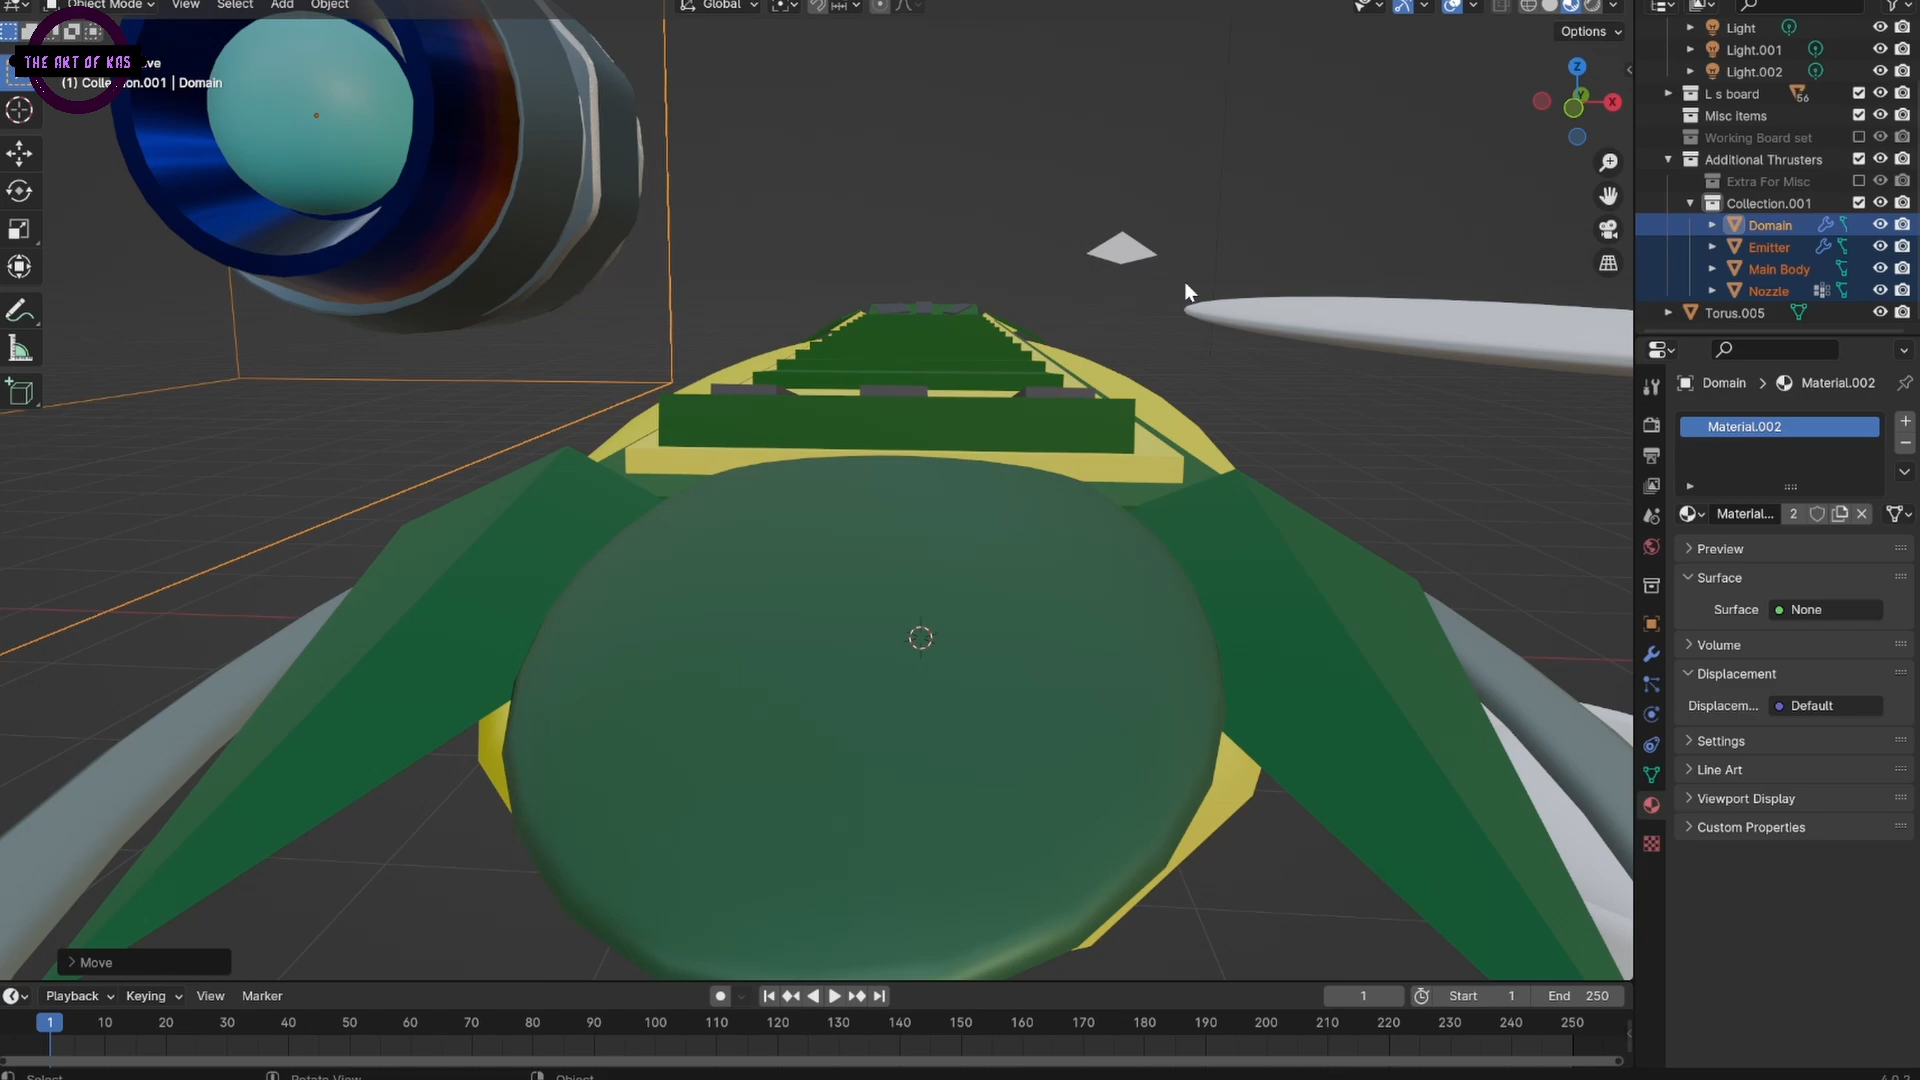 Object Mode View Select Add Object Global
Options
THE ART OF KAS
(1) Colle on.001 | Domain
Z
Y
X
Light
Light.001
Light.002
L s board 56
Misc items
Working Board set
Additional Thrusters
Extra For Misc
Collection.001
Domain
Emitter
Main Body
Nozzle
Torus.005
Domain > Material.002
Material.002
Material... 2
Preview
Surface
Surface None
Volume
Displacement
Displacem... Default
Settings
Line Art
Viewport Display
Custom Properties
Move
Playback Keying View Marker 1 Start 1 End 250
1 10 20 30 40 50 60 70 80 90 100 110 120 130 140 150 160 170 180 190 200 210 220 230 240 250
Select Rotate View Object